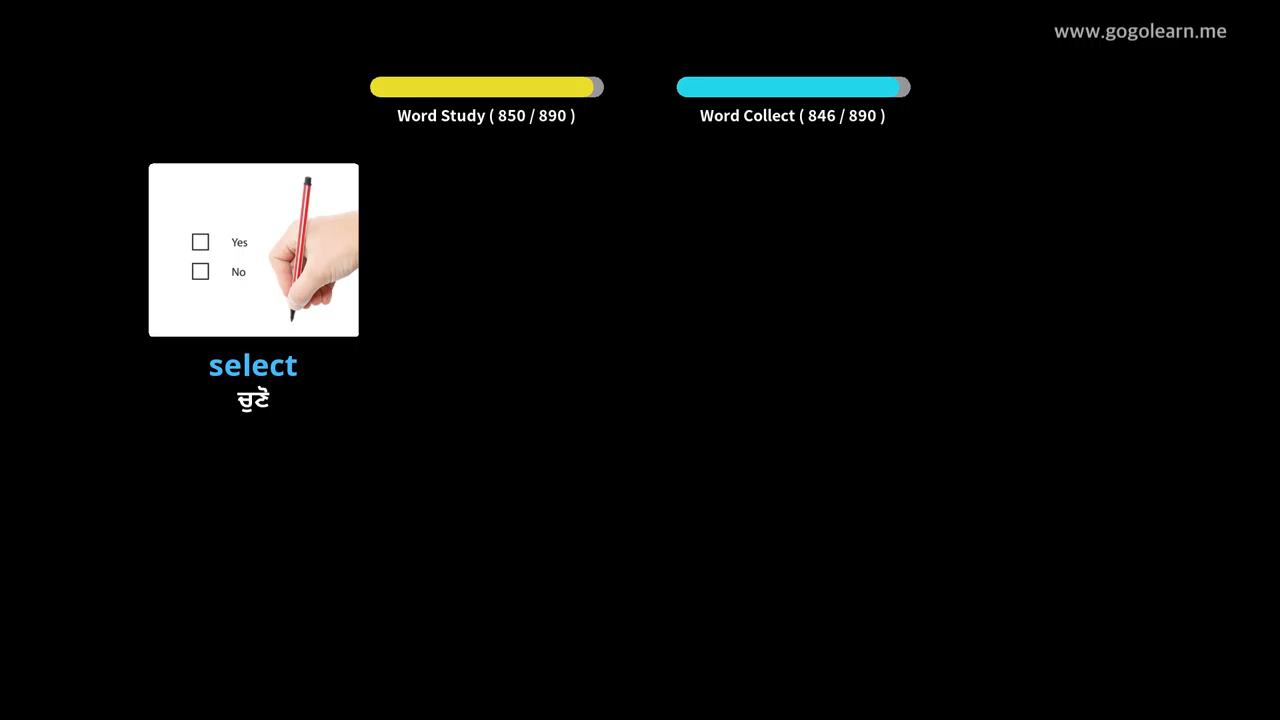 www.gogolearn.me
Word Study ( 850 / 890 )
Word Collect ( 846 / 890 )
Yes
No
select
ਚੁਣੋ